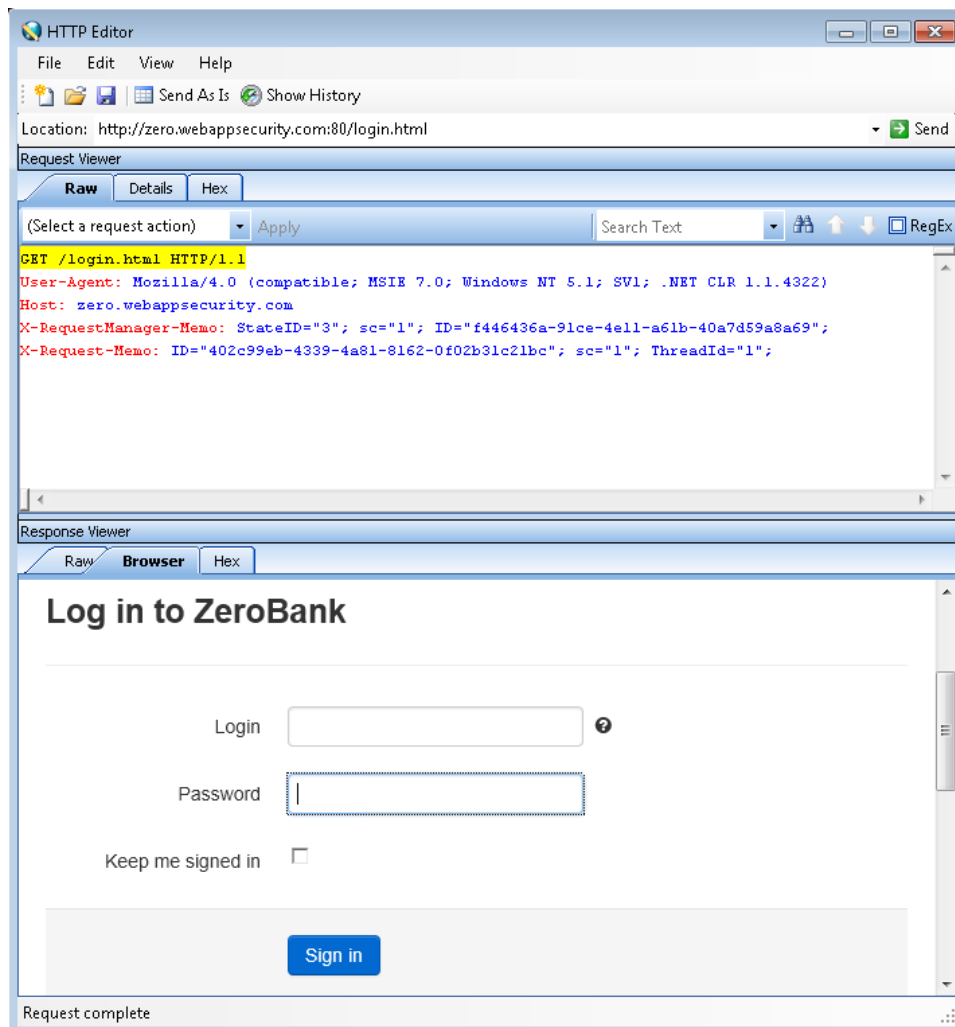 HTTP Editor
File Edit View Help
Send As Is Show History
Location: http://zero.webappsecurity.com:80/login.html Send
Request Viewer
Raw Details Hex
(Select a request action) Apply Search Text RegEx
GET /login.html HTTP/1.1
User-Agent: Mozilla/4.0 (compatible; MSIE 7.0; Windows NT 5.1; SV1; .NET CLR 1.1.4322)
Host: zero.webappsecurity.com
X-RequestManager-Memo: StateID="3"; sc="1"; ID="f446436a-91ce-4e11-a61b-40a7d59a8a69";
X-Request-Memo: ID="402c99eb-4339-4a81-8162-0f02b31c21bc"; sc="1"; ThreadId="1";
Response Viewer
Raw Browser Hex
Log in to ZeroBank
Login
Password
Keep me signed in
Sign in
Request complete